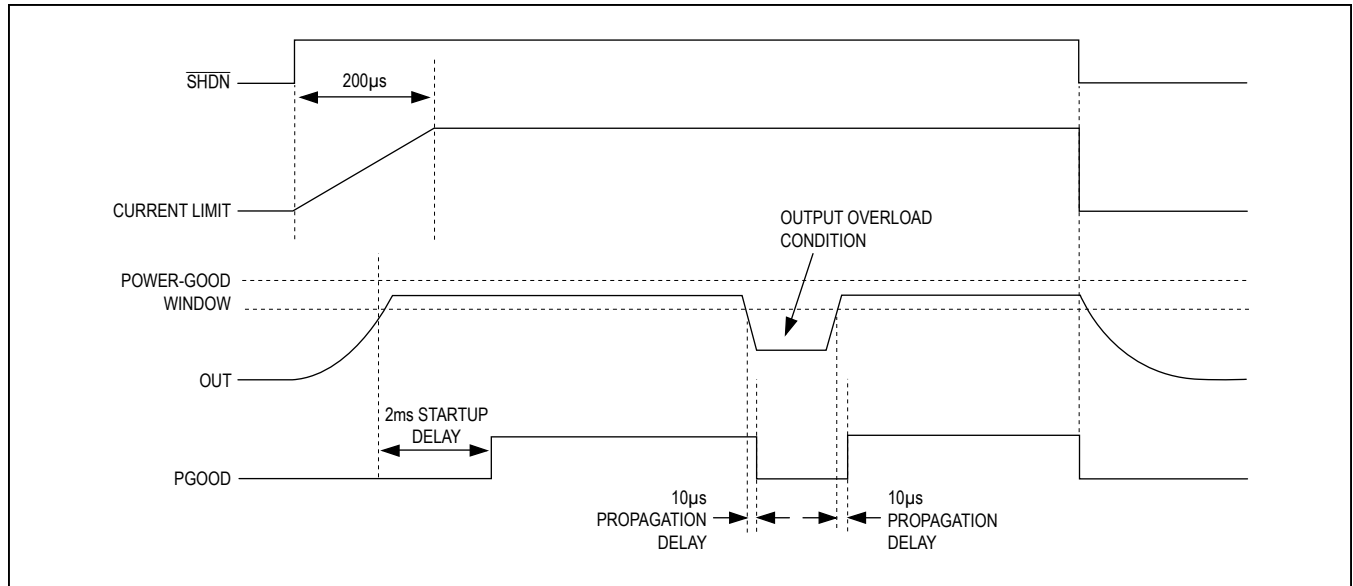 SHDN
200µs
CURRENT LIMIT
OUTPUT OVERLOAD
CONDITION
POWER-GOOD
WINDOW
OUT
2ms STARTUP
DELAY
PGOOD
10µs
PROPAGATION
DELAY
10µs
PROPAGATION
DELAY